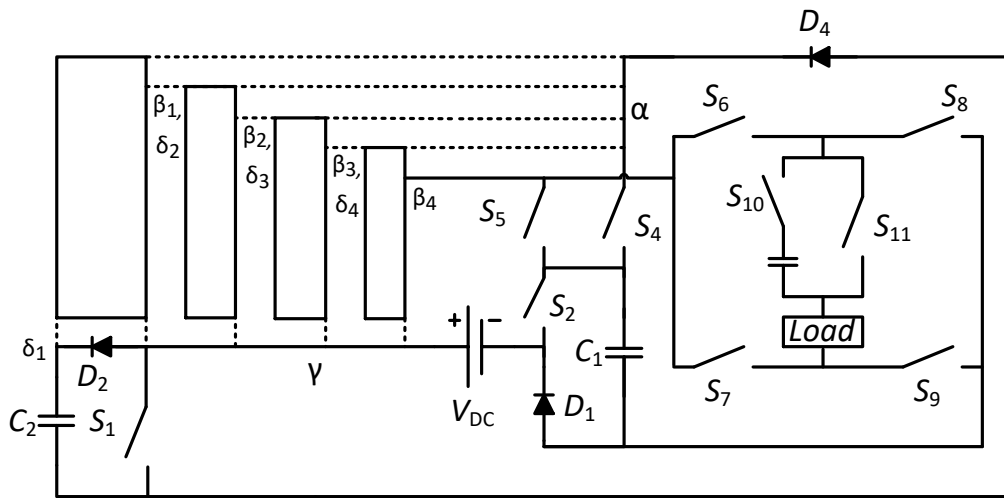 D₄
S₆
S₈
β₁,
δ₂
β₂,
δ₃
β₃,
δ₄
β₄
α
S₅
S₄
S₁₀
S₁₁
S₂
+
−
Load
δ₁
D₂
γ
C₁
S₇
S₉
C₂
S₁
V_DC
D₁